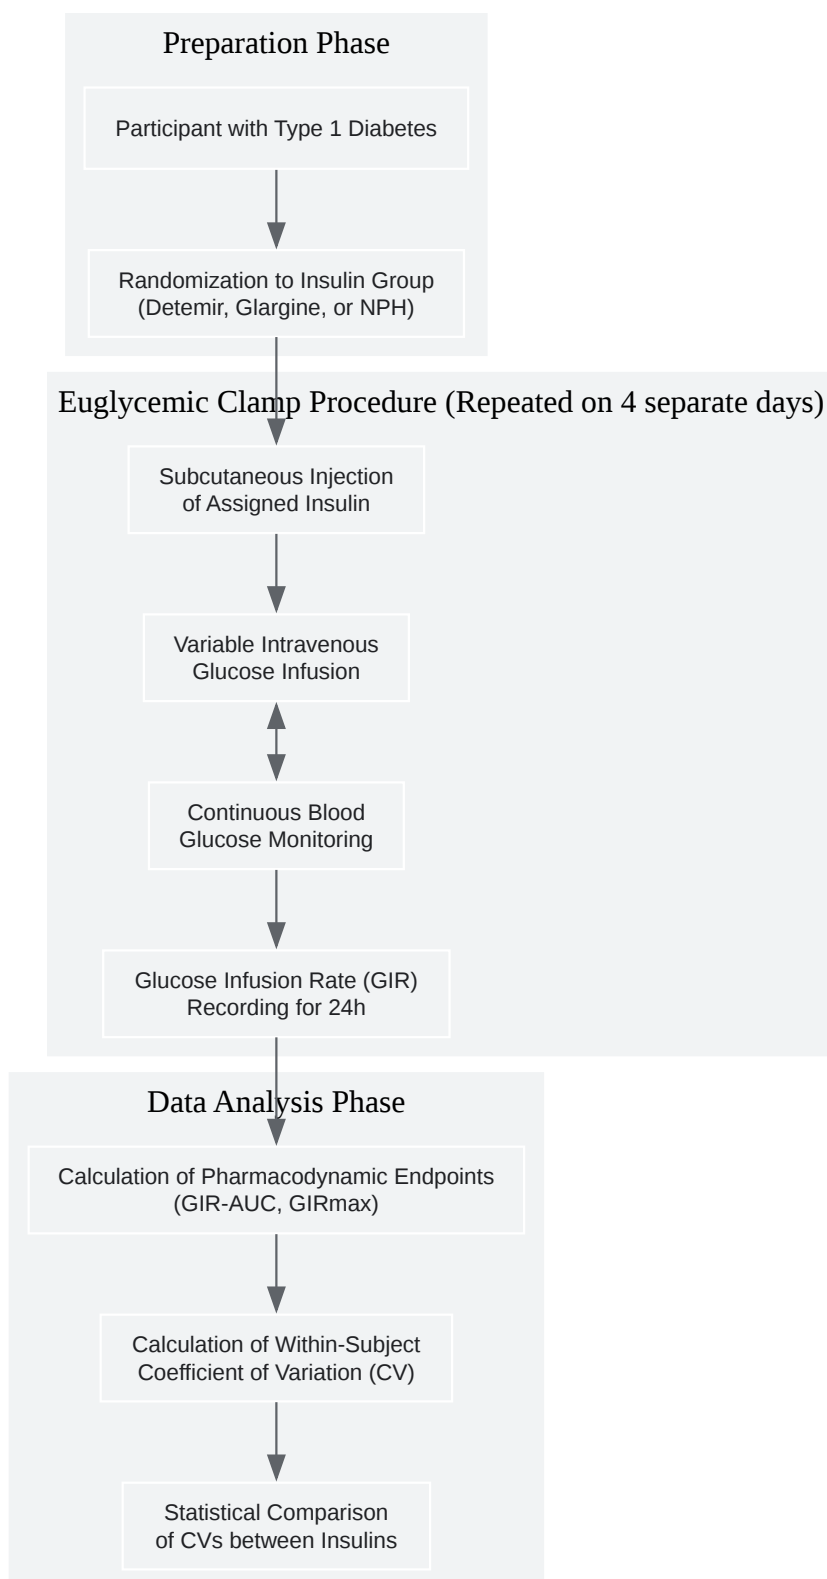 Preparation Phase
Participant with Type 1 Diabetes
Randomization to Insulin Group
(Detemir, Glargine, or NPH)
Euglycemic Clamp Procedure (Repeated on 4 separate days)
Subcutaneous Injection
of Assigned Insulin
Variable Intravenous
Glucose Infusion
Continuous Blood
Glucose Monitoring
Glucose Infusion Rate (GIR)
Recording for 24h
Data Analysis Phase
Calculation of Pharmacodynamic Endpoints
(GIR-AUC, GIRmax)
Calculation of Within-Subject
Coefficient of Variation (CV)
Statistical Comparison
of CVs between Insulins